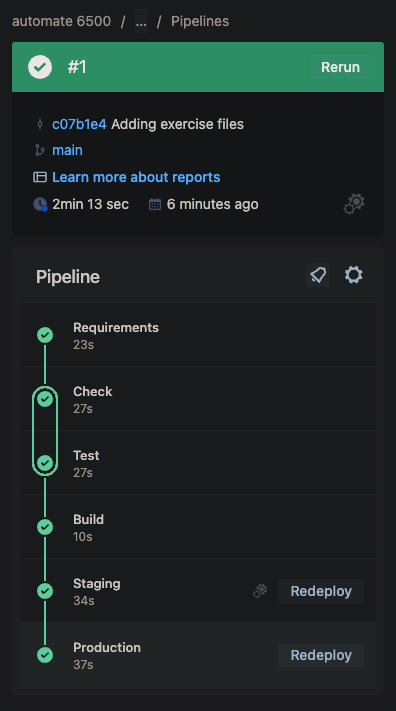 automate 6500 / ... / Pipelines
#1 Rerun
c07b1e4 Adding exercise files
main
Learn more about reports
2min 13 sec 6 minutes ago
Pipeline
Requirements
23s
Check
27s
Test
27s
Build
10s
Staging
34s
Redeploy
Production
37s
Redeploy